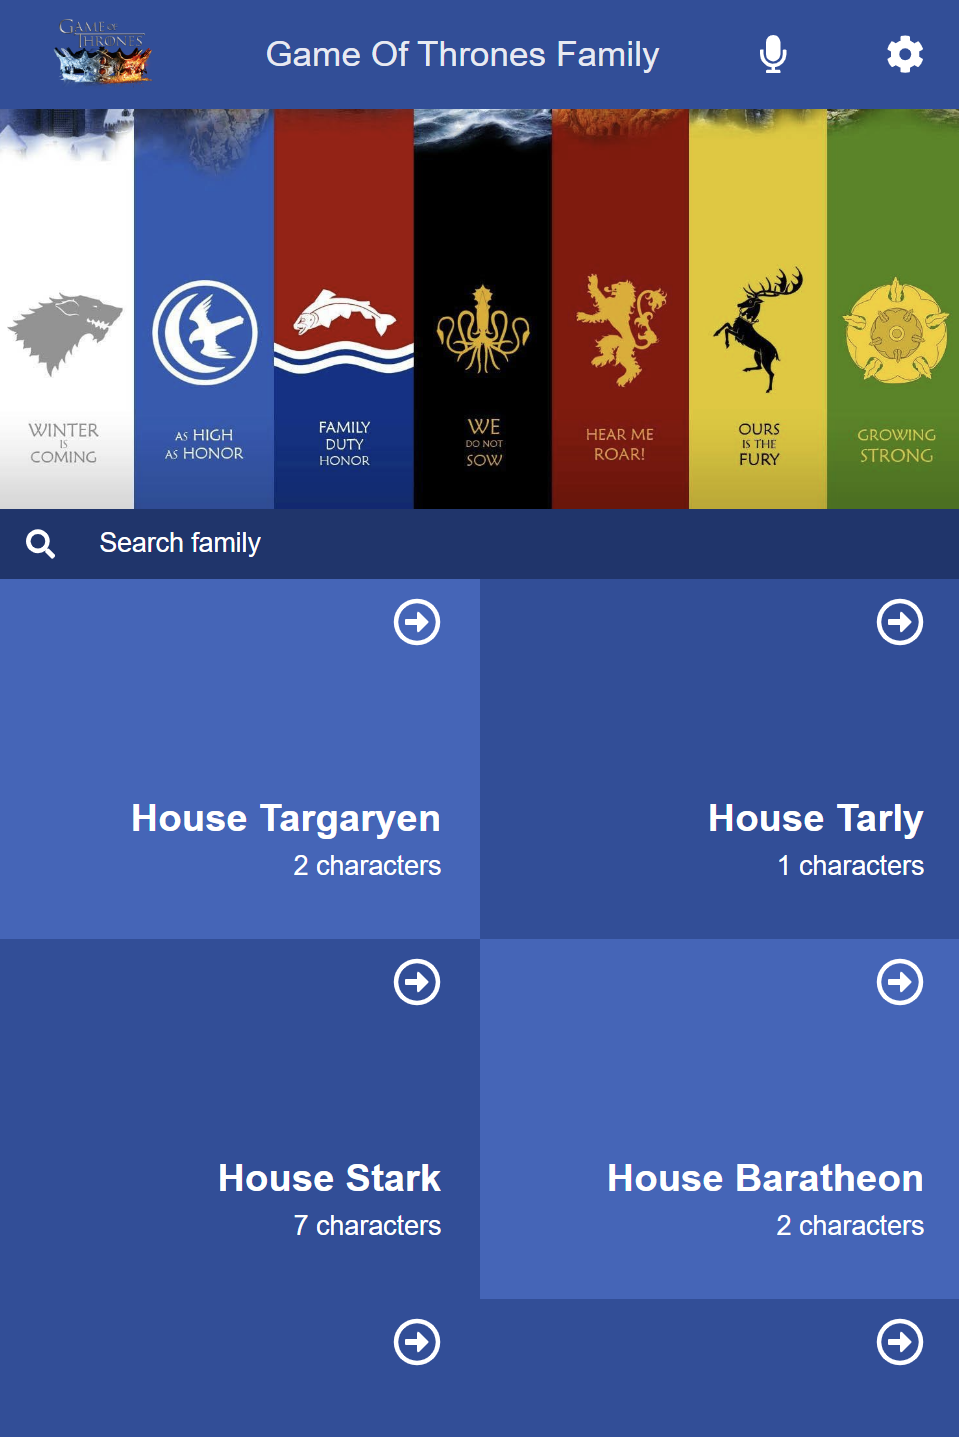 GAME OF
THRONES
Game Of Thrones Family
WINTER
IS
COMING
AS HIGH
AS HONOR
FAMILY
DUTY
HONOR
WE
DO NOT
SOW
HEAR ME
ROAR!
OURS
IS THE
FURY
GROWING
STRONG
Search family
House Targaryen
2 characters
House Tarly
1 characters
House Stark
7 characters
House Baratheon
2 characters